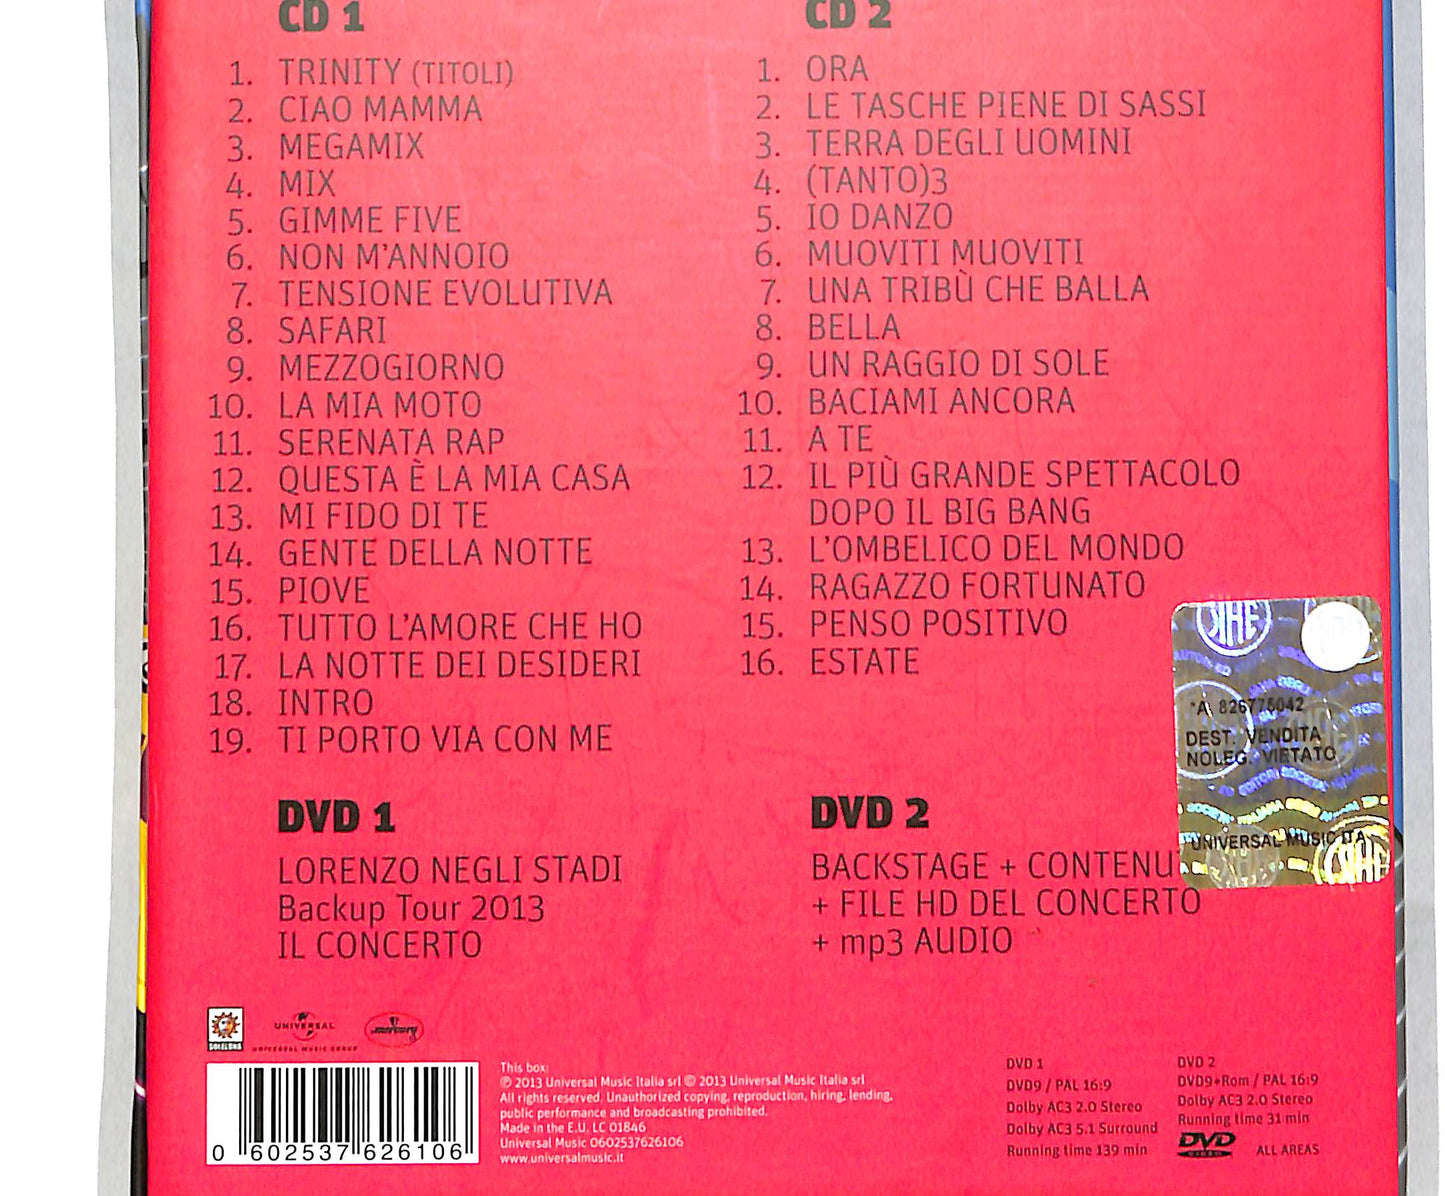 CD 1
1. TRINITY (TITOLI)
2. CIAO MAMMA
3. MEGAMIX
4. MIX
5. GIMME FIVE
6. NON M'ANNOIO
7. TENSIONE EVOLUTIVA
8. SAFARI
9. MEZZOGIORNO
10. LA MIA MOTO
11. SERENATA RAP
12. QUESTA È LA MIA CASA
13. MI FIDO DI TE
14. GENTE DELLA NOTTE
15. PIOVE
16. TUTTO L'AMORE CHE HO
17. LA NOTTE DEI DESIDERI
18. INTRO
19. TI PORTO VIA CON ME
CD 2
1. ORA
2. LE TASCHE PIENE DI SASSI
3. TERRA DEGLI UOMINI
4. (TANTO)3
5. IO DANZO
6. MUOVITI MUOVITI
7. UNA TRIBÙ CHE BALLA
8. BELLA
9. UN RAGGIO DI SOLE
10. BACIAMI ANCORA
11. A TE
12. IL PIÙ GRANDE SPETTACOLO
DOPO IL BIG BANG
13. L'OMBELICO DEL MONDO
14. RAGAZZO FORTUNATO
15. PENSO POSITIVO
16. ESTATE
*A 826775042
DEST. VENDITA
NOLEG. VIETATO
UNIVERSAL MUSIC ITA
DVD 1
LORENZO NEGLI STADI
Backup Tour 2013
IL CONCERTO
DVD 2
BACKSTAGE + CONTENU
+ FILE HD DEL CONCERTO
+ mp3 AUDIO
SOLELUNA
UNIVERSAL
UNIVERSAL MUSIC GROUP
mercury
0 602537 626106
This box:
℗ 2013 Universal Music Italia srl © 2013 Universal Music Italia srl
All rights reserved. Unauthorized copying, reproduction, hiring, lending,
public performance and broadcasting prohibited.
Made in the E.U. LC 01846
Universal Music 0602537626106
www.universalmusic.it
DVD 1
DVD9 / PAL 16:9
Dolby AC3 2.0 Stereo
Dolby AC3 5.1 Surround
Running time 139 min
DVD 2
DVD9+Rom / PAL 16:9
Dolby AC3 2.0 Stereo
Running time 31 min
DVD VIDEO ALL AREAS